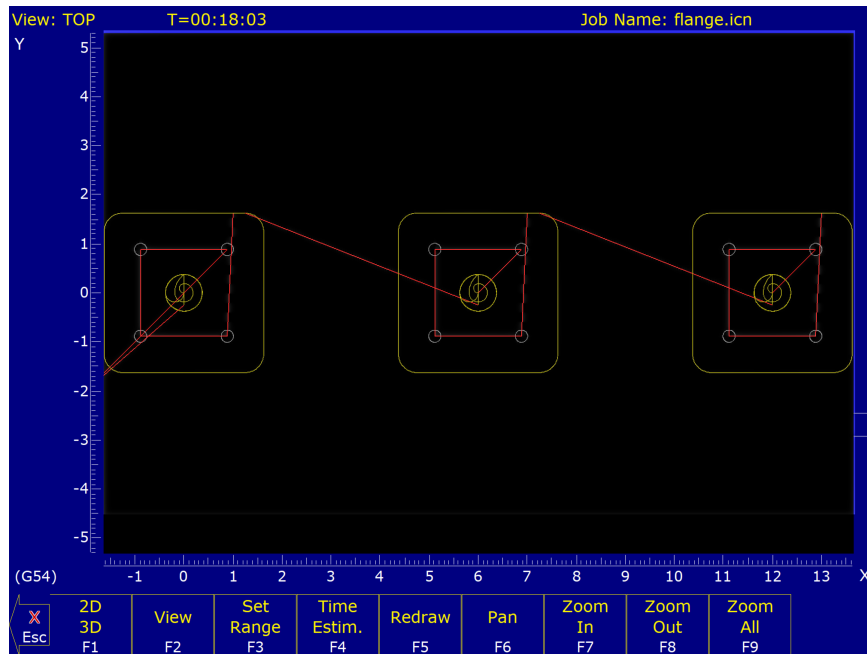 View: TOP T=00:18:03 Job Name: flange.icn
Y
5
4
3
2
1
0
-1
-2
-3
-4
-5
(G54) -1 0 1 2 3 4 5 6 7 8 9 10 11 12 13 X
X Esc
2D 3D F1
View F2
Set Range F3
Time Estim. F4
Redraw F5
Pan F6
Zoom In F7
Zoom Out F8
Zoom All F9